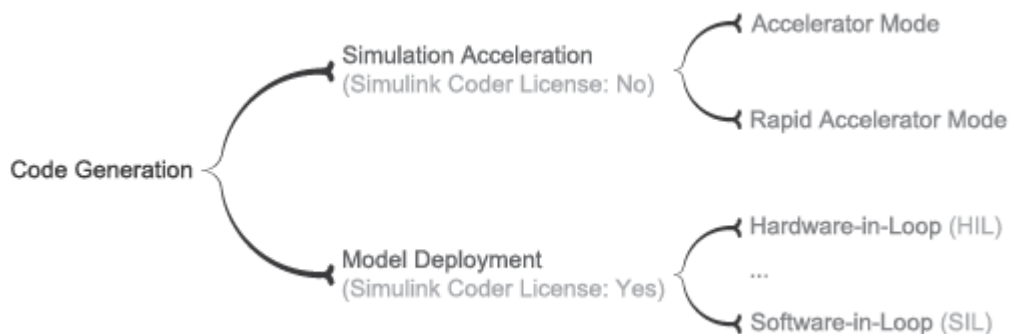 Code Generation
Simulation Acceleration
(Simulink Coder License: No)
Accelerator Mode
Rapid Accelerator Mode
Model Deployment
(Simulink Coder License: Yes)
Hardware-in-Loop (HIL)
...
Software-in-Loop (SIL)